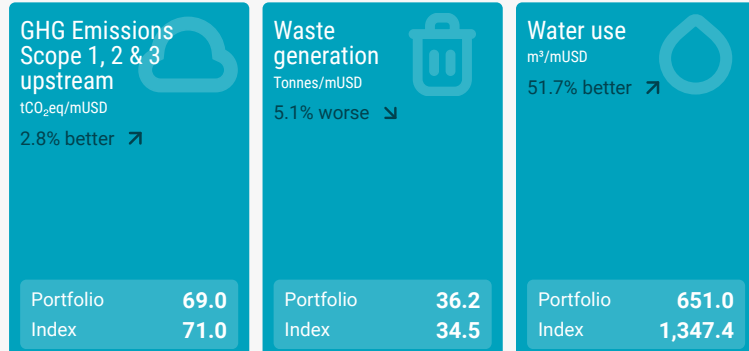 GHG Emissions
Scope 1, 2 & 3
upstream
tCO₂eq/mUSD
2.8% better
Portfolio 69.0
Index 71.0
Waste
generation
Tonnes/mUSD
5.1% worse
Portfolio 36.2
Index 34.5
Water use
m³/mUSD
51.7% better
Portfolio 651.0
Index 1,347.4